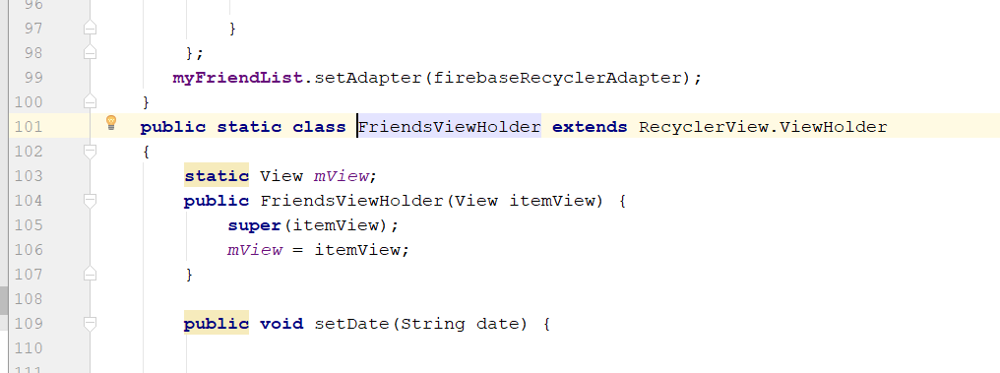 96
97 }
98 };
99 myFriendList.setAdapter(firebaseRecyclerAdapter);
100 }
101 public static class FriendsViewHolder extends RecyclerView.ViewHolder
102 {
103 static View mView;
104 public FriendsViewHolder(View itemView) {
105 super(itemView);
106 mView = itemView;
107 }
108
109 public void setDate(String date) {
110
111